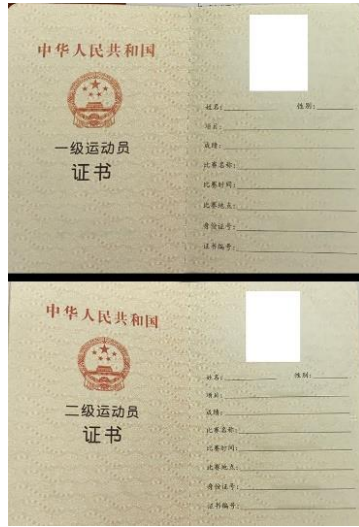 中华人民共和国
一级运动员
证书
姓名： 性别：
项目：
成绩：
比赛名称：
比赛时间：
比赛地点：
身份证号：
证书编号：
中华人民共和国
二级运动员
证书
姓名： 性别：
项目：
成绩：
比赛名称：
比赛时间：
比赛地点：
身份证号：
证书编号：